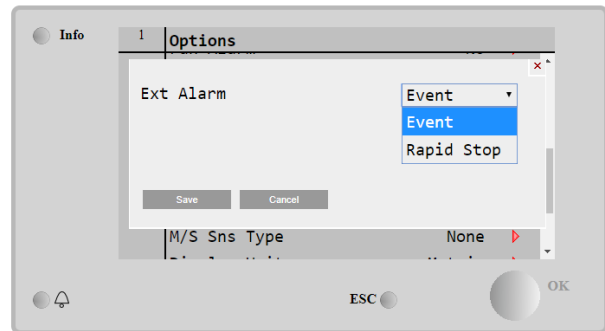 Info
1 Options
×
Ext Alarm Event ▼
Event
Rapid Stop
Save Cancel
M/S Sns Type None
ESC OK